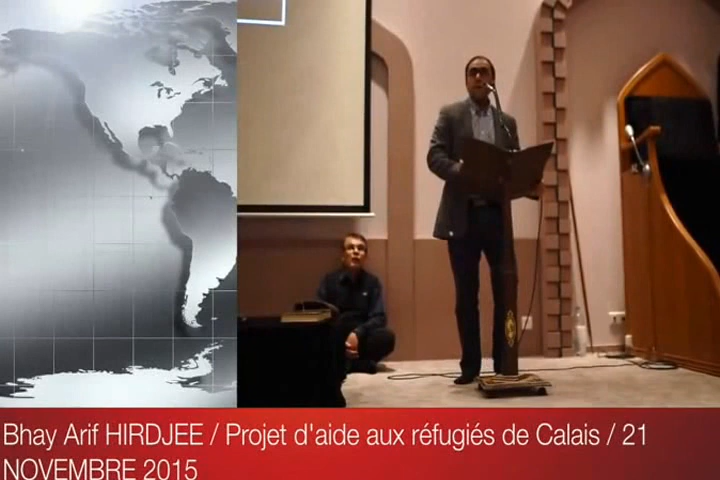 Bhay Arif HIRDJEE / Projet d'aide aux réfugiés de Calais / 21
NOVEMBRE 2015